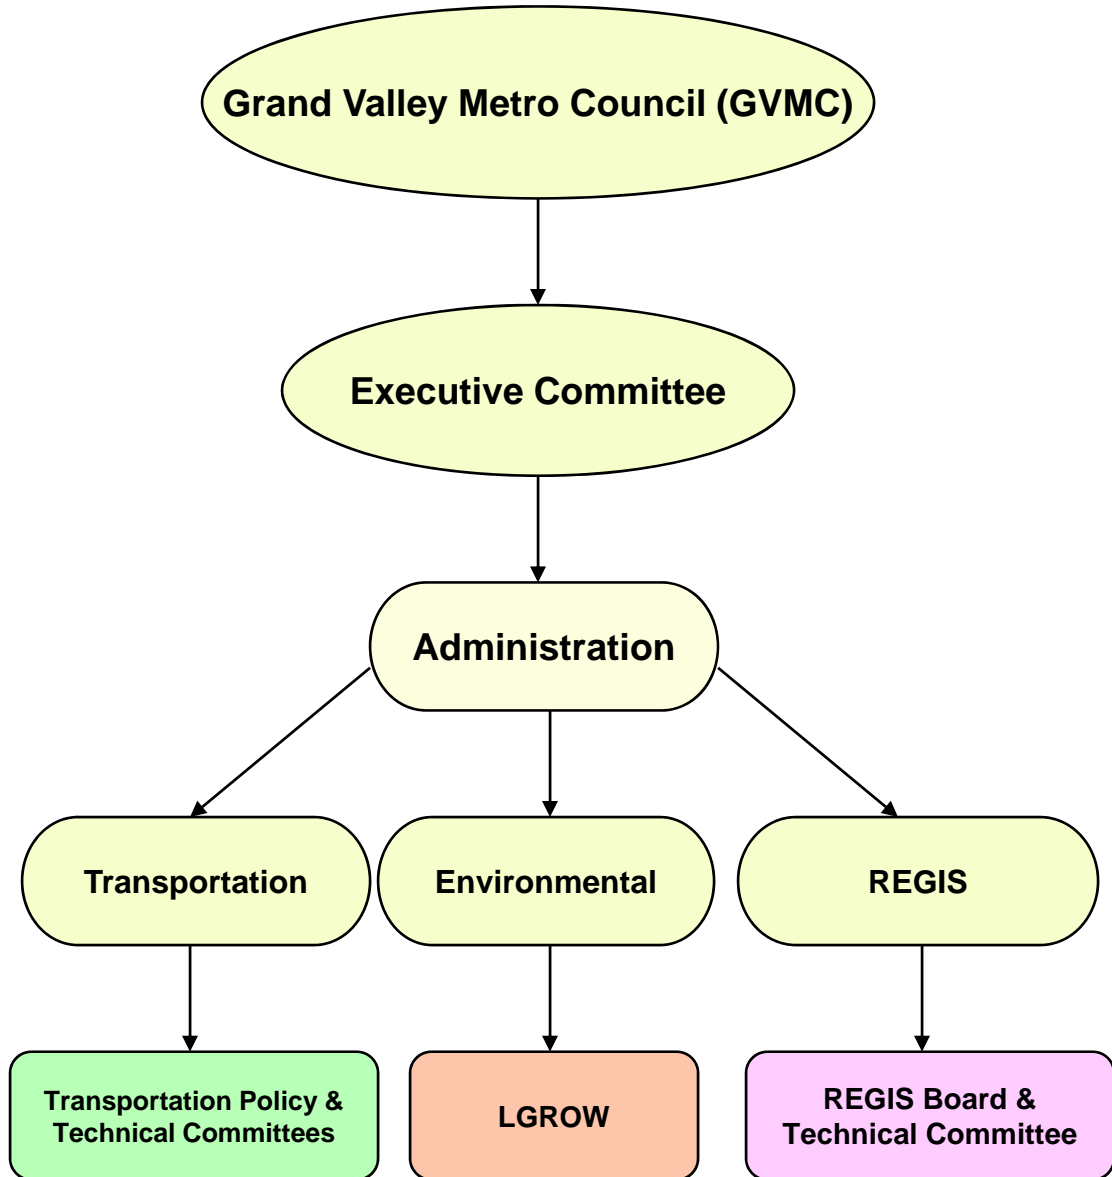 Grand Valley Metro Council (GVMC)
Executive Committee
Administration
Transportation
Environmental
REGIS
Transportation Policy &
Technical Committees
LGROW
REGIS Board &
Technical Committee